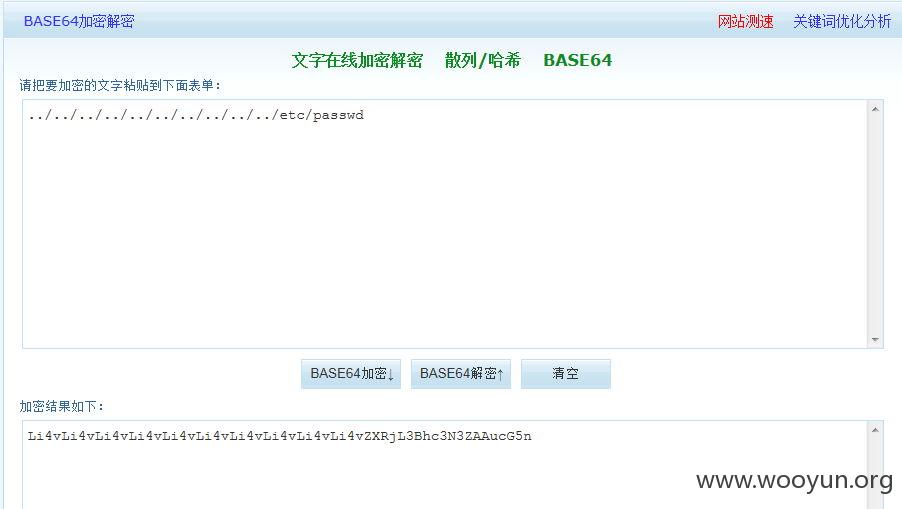 BASE64加密解密 网站测速 关键词优化分析
文字在线加密解密 散列/哈希 BASE64
请把要加密的文字粘贴到下面表单：
../../../../../../../../../../etc/passwd
BASE64加密↓ BASE64解密↑ 清空
加密结果如下：
Li4vLi4vLi4vLi4vLi4vLi4vLi4vLi4vLi4vLi4vZXRjL3Bhc3N3ZAAucG5n
www.wooyun.org